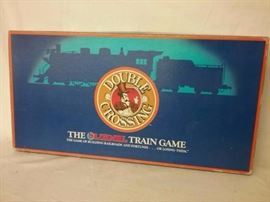 DOUBLE
CROSSING
THE LIONEL TRAIN GAME
THE GAME OF BUILDING RAILROADS AND FORTUNES . . . OR LOSING THEM.